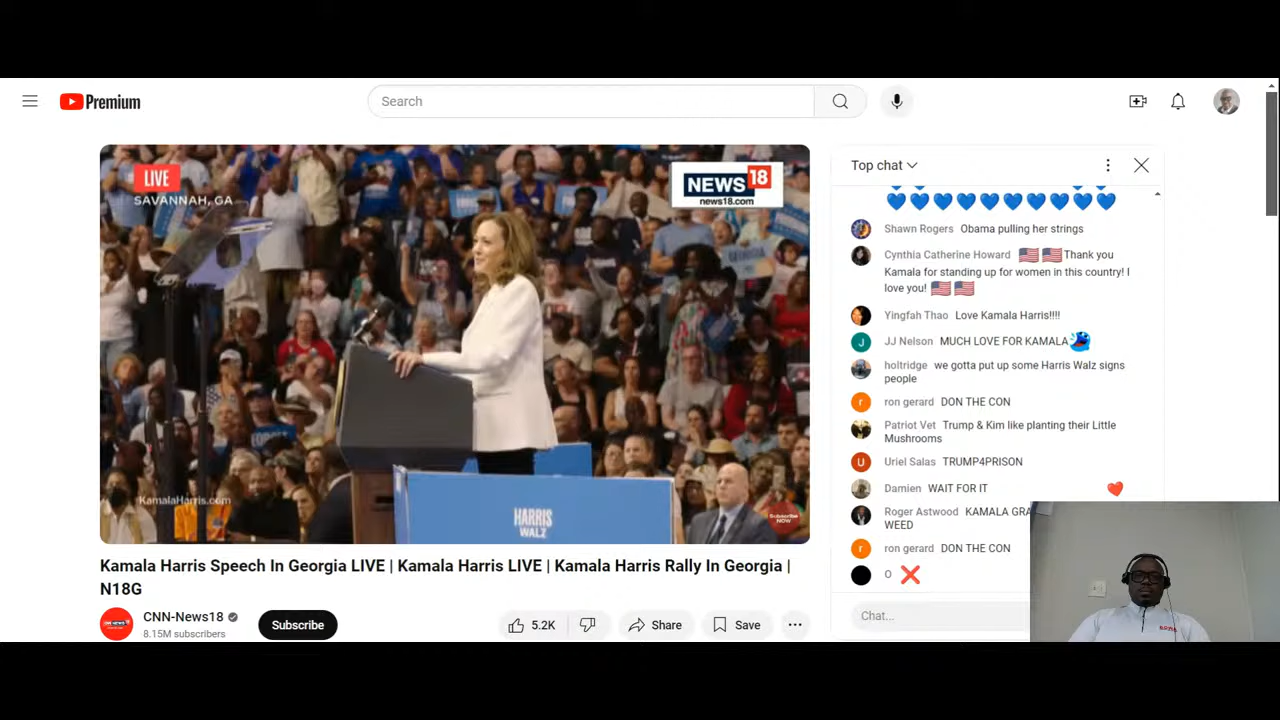 Premium
Search
LIVE
SAVANNAH, GA
NEWS 18
news18.com
KamalaHarris.com
HARRIS
WALZ
Subscribe
NOW
Kamala Harris Speech In Georgia LIVE | Kamala Harris LIVE | Kamala Harris Rally In Georgia |
N18G
CNN-News18
8.15M subscribers
Subscribe
5.2K
Share
Save
Top chat
Shawn Rogers Obama pulling her strings
Cynthia Catherine Howard 🇺🇸🇺🇸Thank you
Kamala for standing up for women in this country! I
love you! 🇺🇸🇺🇸
Yingfah Thao Love Kamala Harris!!!!
J
JJ Nelson MUCH LOVE FOR KAMALA
holtridge we gotta put up some Harris Walz signs
people
r
ron gerard DON THE CON
Patriot Vet Trump & Kim like planting their Little
Mushrooms
U
Uriel Salas TRUMP4PRISON
Damien WAIT FOR IT
Roger Astwood KAMALA GRA
WEED
r
ron gerard DON THE CON
O ❌
Chat...